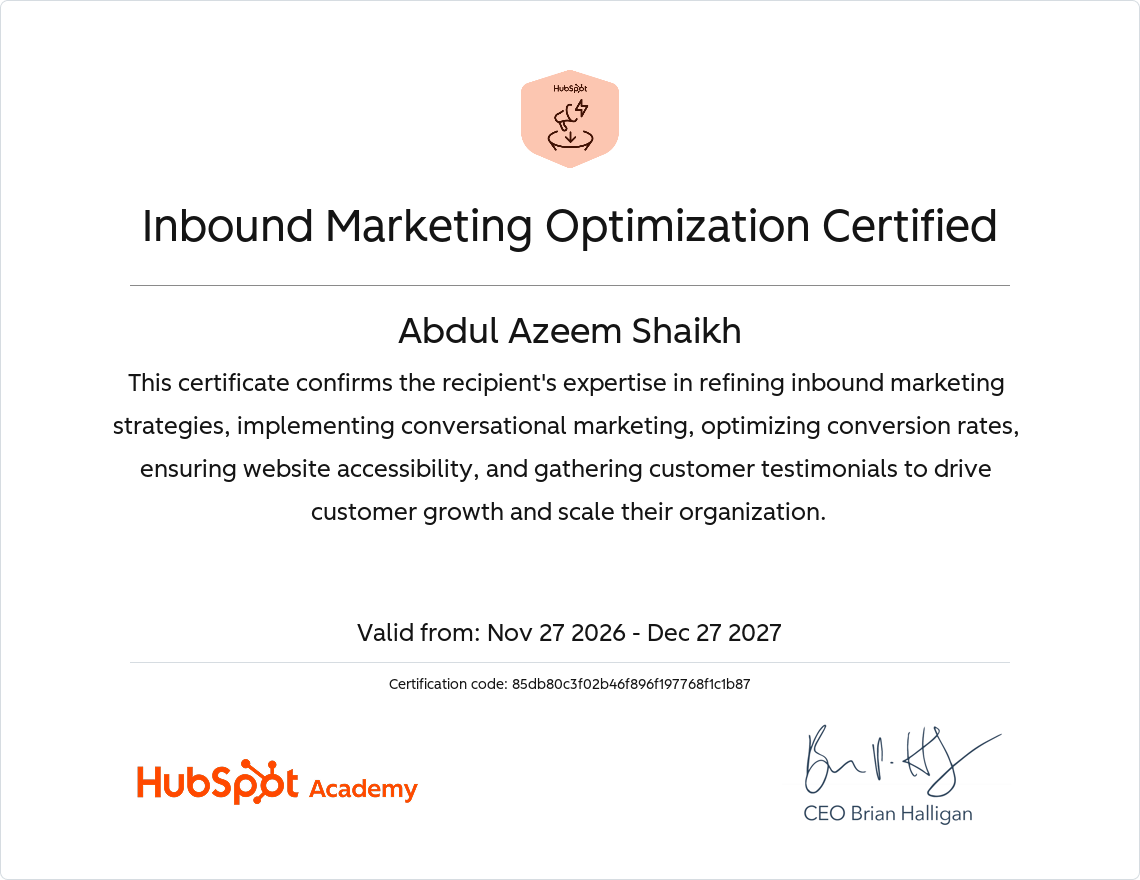 HubSpot
Inbound Marketing Optimization Certified
Abdul Azeem Shaikh
This certificate confirms the recipient's expertise in refining inbound marketing
strategies, implementing conversational marketing, optimizing conversion rates,
ensuring website accessibility, and gathering customer testimonials to drive
customer growth and scale their organization.
Valid from: Nov 27 2026 - Dec 27 2027
Certification code: 85db80c3f02b46f896f197768f1c1b87
HubSpot Academy
CEO Brian Halligan